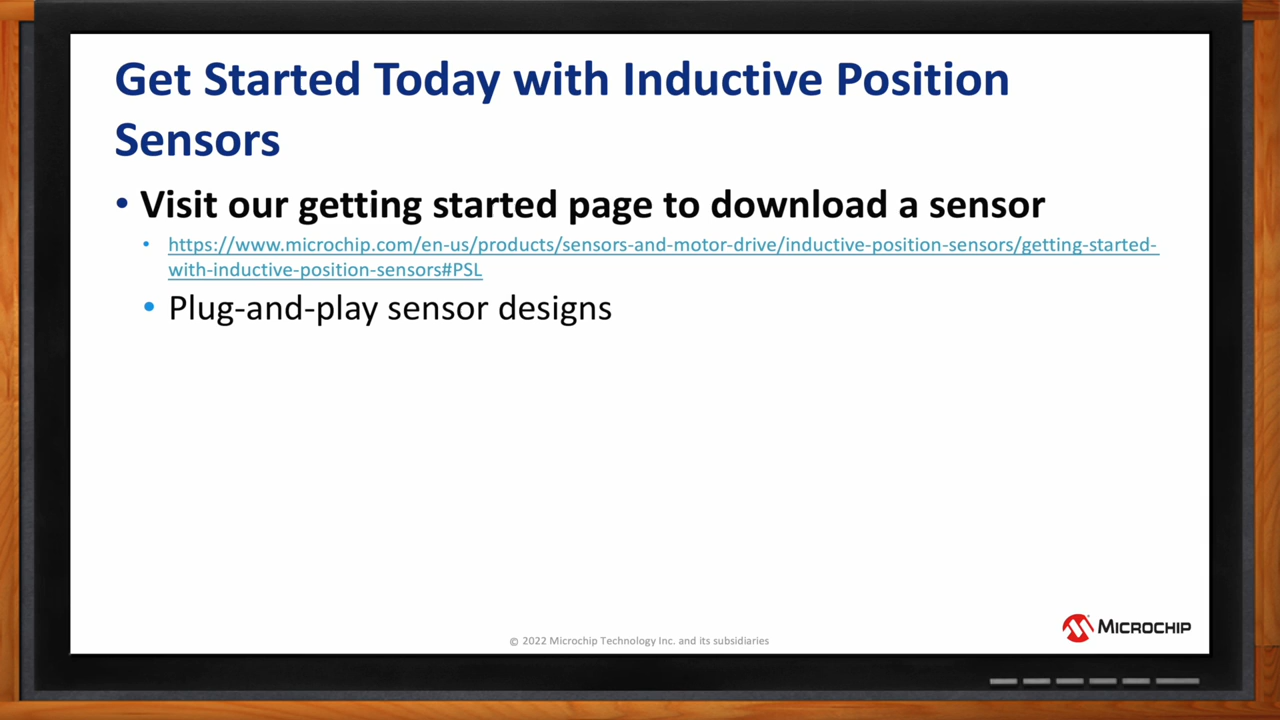 Get Started Today with Inductive Position
Sensors
• Visit our getting started page to download a sensor
• https://www.microchip.com/en-us/products/sensors-and-motor-drive/inductive-position-sensors/getting-started-
with-inductive-position-sensors#PSL
• Plug-and-play sensor designs
MICROCHIP
© 2022 Microchip Technology Inc. and its subsidiaries